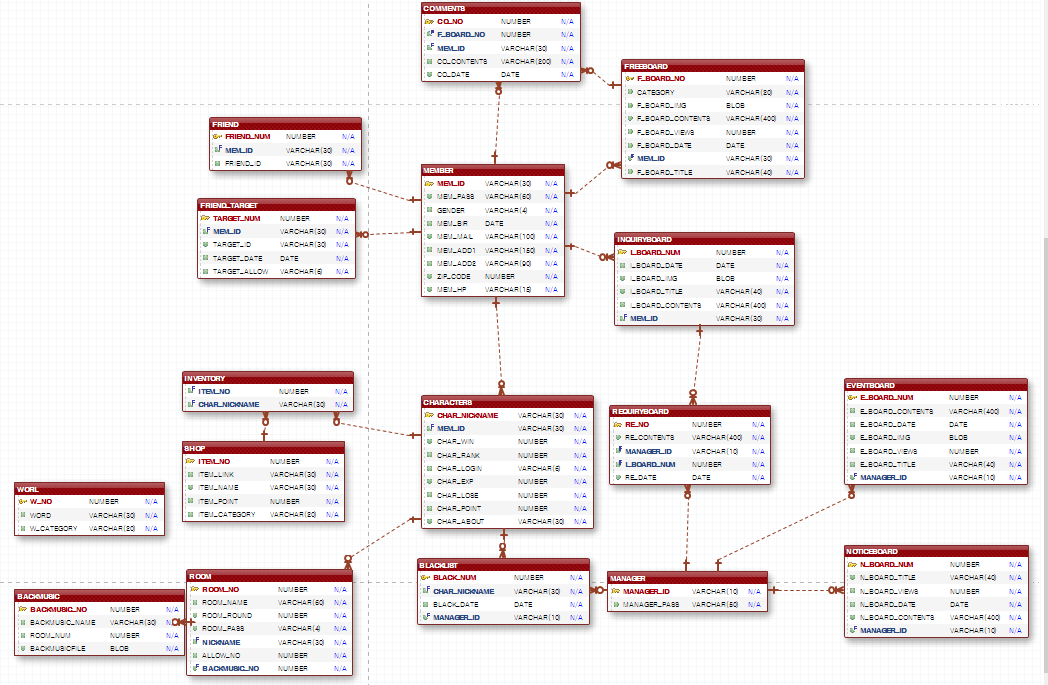 COMMENTS
CO_NO NUMBER N/A
F_BOARD_NO NUMBER N/A
MEM_ID VARCHAR(30) N/A
CO_CONTENTS VARCHAR(200) N/A
CO_DATE DATE N/A
FREEBOARD
F_BOARD_NO NUMBER N/A
CATEGORY VARCHAR(20) N/A
F_BOARD_IMG BLOB N/A
F_BOARD_CONTENTS VARCHAR(400) N/A
F_BOARD_VIEWS NUMBER N/A
F_BOARD_DATE DATE N/A
MEM_ID VARCHAR(30) N/A
F_BOARD_TITLE VARCHAR(40) N/A
FRIEND
FRIEND_NUM NUMBER N/A
MEM_ID VARCHAR(30) N/A
FRIEND_ID VARCHAR(30) N/A
MEMBER
MEM_ID VARCHAR(30) N/A
MEM_PASS VARCHAR(60) N/A
GENDER VARCHAR(4) N/A
MEM_BIR DATE N/A
MEM_MAIL VARCHAR(100) N/A
MEM_ADD1 VARCHAR(150) N/A
MEM_ADD2 VARCHAR(90) N/A
ZIP_CODE NUMBER N/A
MEM_HP VARCHAR(15) N/A
FRIEND_TARGET
TARGET_NUM NUMBER N/A
MEM_ID VARCHAR(30) N/A
TARGET_ID VARCHAR(30) N/A
TARGET_DATE DATE N/A
TARGET_ALLOW VARCHAR(6) N/A
INQUIRYBOARD
I_BOARD_NUM NUMBER N/A
I_BOARD_DATE DATE N/A
I_BOARD_IMG BLOB N/A
I_BOARD_TITLE VARCHAR(40) N/A
I_BOARD_CONTENTS VARCHAR(400) N/A
MEM_ID VARCHAR(30) N/A
INVENTORY
ITEM_NO NUMBER N/A
CHAR_NICKNAME VARCHAR(30) N/A
EVENTBOARD
E_BOARD_NUM NUMBER N/A
E_BOARD_CONTENTS VARCHAR(400) N/A
E_BOARD_DATE DATE N/A
E_BOARD_IMG BLOB N/A
E_BOARD_VIEWS NUMBER N/A
E_BOARD_TITLE VARCHAR(40) N/A
MANAGER_ID VARCHAR(10) N/A
CHARACTERS
CHAR_NICKNAME VARCHAR(30) N/A
MEM_ID VARCHAR(30) N/A
CHAR_WIN NUMBER N/A
CHAR_RANK NUMBER N/A
CHAR_LOGIN VARCHAR(6) N/A
CHAR_EXP NUMBER N/A
CHAR_LOSE NUMBER N/A
CHAR_POINT NUMBER N/A
CHAR_ABOUT VARCHAR(30) N/A
REQUIRYBOARD
RE_NO NUMBER N/A
RE_CONTENTS VARCHAR(400) N/A
MANAGER_ID VARCHAR(10) N/A
I_BOARD_NUM NUMBER N/A
RE_DATE DATE N/A
SHOP
ITEM_NO NUMBER N/A
ITEM_LINK VARCHAR(30) N/A
ITEM_NAME VARCHAR(30) N/A
ITEM_POINT NUMBER N/A
ITEM_CATEGORY VARCHAR(20) N/A
WORL
W_NO NUMBER N/A
WORD VARCHAR(30) N/A
W_CATEGORY VARCHAR(20) N/A
NOTICEBOARD
N_BOARD_NUM NUMBER N/A
N_BOARD_TITLE VARCHAR(40) N/A
N_BOARD_VIEWS NUMBER N/A
N_BOARD_DATE DATE N/A
N_BOARD_CONTENTS VARCHAR(400) N/A
MANAGER_ID VARCHAR(10) N/A
BLACKLIST
BLACK_NUM NUMBER N/A
CHAR_NICKNAME VARCHAR(30) N/A
BLACK_DATE DATE N/A
MANAGER_ID VARCHAR(10) N/A
ROOM
ROOM_NO NUMBER N/A
ROOM_NAME VARCHAR(60) N/A
ROOM_ROUND NUMBER N/A
ROOM_PASS VARCHAR(4) N/A
NICKNAME VARCHAR(30) N/A
ALLOW_NO NUMBER N/A
BACKMUSIC_NO NUMBER N/A
MANAGER
MANAGER_ID VARCHAR(10) N/A
MANAGER_PASS VARCHAR(50) N/A
BACKMUSIC
BACKMUSIC_NO NUMBER N/A
BACKMUSIC_NAME VARCHAR(30)
ROOM_NUM NUMBER N/A
BACKMUSICFILE BLOB N/A